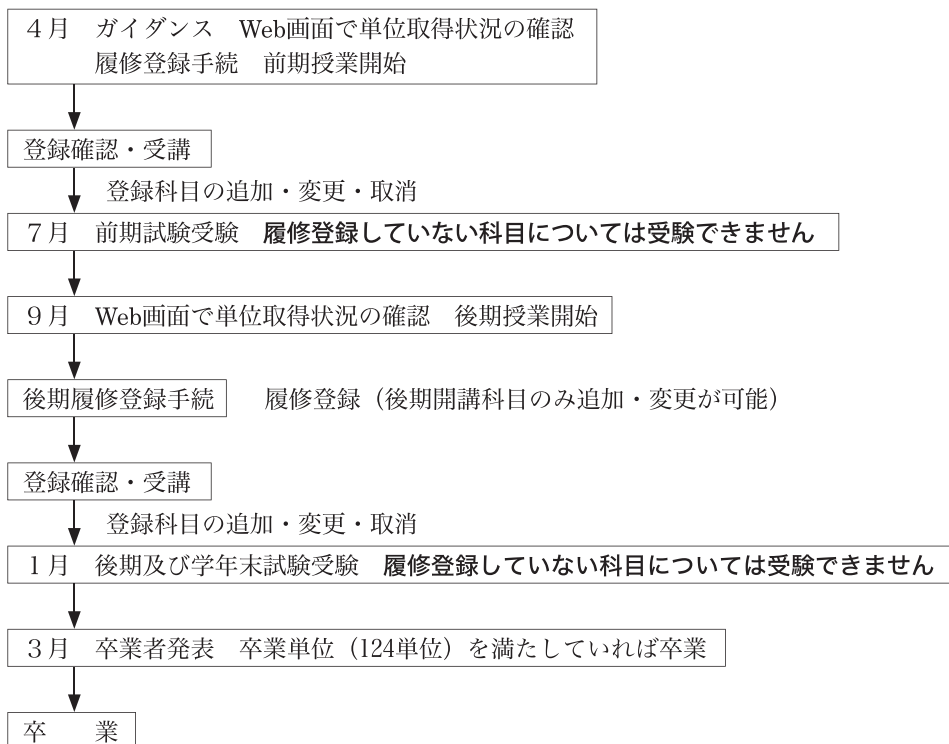 ４月　ガイダンス　Web画面で単位取得状況の確認
履修登録手続　前期授業開始
登録確認・受講
登録科目の追加・変更・取消
７月　前期試験受験　履修登録していない科目については受験できません
９月　Web画面で単位取得状況の確認　後期授業開始
後期履修登録手続　履修登録（後期開講科目のみ追加・変更が可能）
登録確認・受講
登録科目の追加・変更・取消
１月　後期及び学年末試験受験　履修登録していない科目については受験できません
３月　卒業者発表　卒業単位（124単位）を満たしていれば卒業
卒　　業